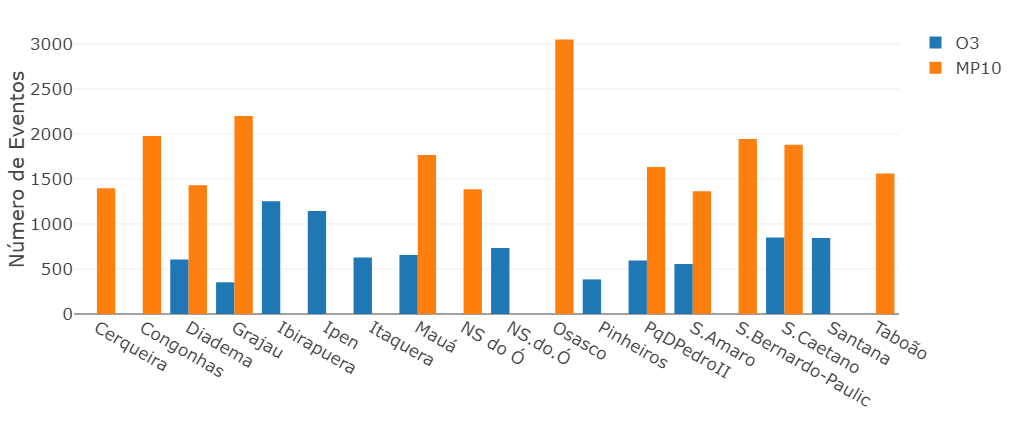 O3
MP10
Número de Eventos
3000
2500
2000
1500
1000
500
0
Cerqueira
Congonhas
Diadema
Grajau
Ibirapuera
Ipen
Itaquera
Mauá
NS do Ó
NS.do.Ó
Osasco
Pinheiros
PqDPedroII
S.Amaro
S.Bernardo-Paulic
S.Caetano
Santana
Taboão